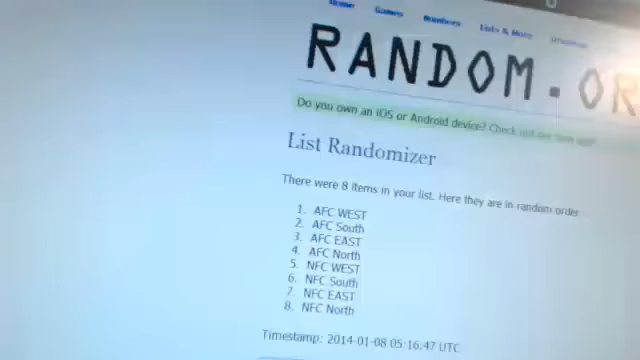 Home Games Numbers Lists & More
RANDOM.OR
Do you own an iOS or Android device? Check out our new app!
List Randomizer
There were 8 items in your list. Here they are in random order
1. AFC WEST
2. AFC South
3. AFC EAST
4. AFC North
5. NFC WEST
6. NFC South
7. NFC EAST
8. NFC North
Timestamp: 2014-01-08 05:16:47 UTC